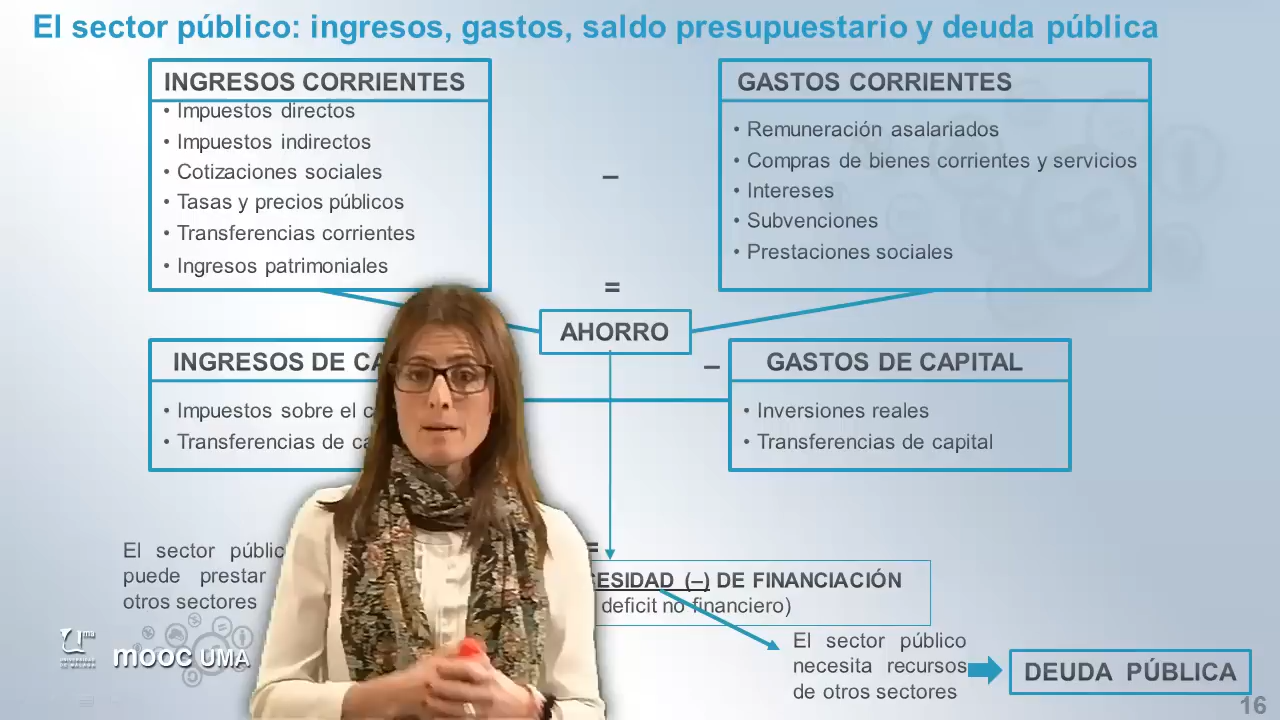 El sector público: ingresos, gastos, saldo presupuestario y deuda pública
INGRESOS CORRIENTES
• Impuestos directos
• Impuestos indirectos
• Cotizaciones sociales
• Tasas y precios públicos
• Transferencias corrientes
• Ingresos patrimoniales
–
GASTOS CORRIENTES
• Remuneración asalariados
• Compras de bienes corrientes y servicios
• Intereses
• Subvenciones
• Prestaciones sociales
=
AHORRO
INGRESOS DE CA
• Impuestos sobre el c
• Transferencias de ca
–
GASTOS DE CAPITAL
• Inversiones reales
• Transferencias de capital
=
El sector públic
puede prestar
otros sectores
ESIDAD (–) DE FINANCIACIÓN
deficit no financiero)
El sector público
necesita recursos
de otros sectores
DEUDA PÚBLICA
uma
mooc UMA
16